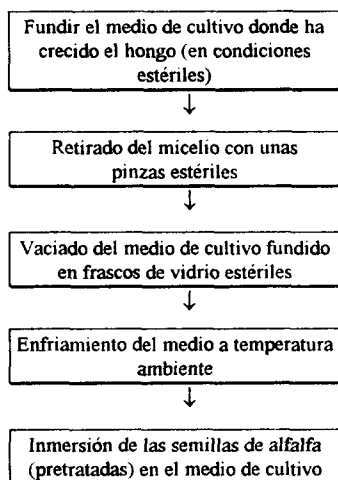 Fundir el medio de cultivo donde ha
crecido el hongo (en condiciones
estériles)
↓
Retirado del micelio con unas
pinzas estériles
↓
Vaciado del medio de cultivo fundido
en frascos de vidrio estériles
↓
Enfriamiento del medio a temperatura
ambiente
↓
Inmersión de las semillas de alfalfa
(pretratadas) en el medio de cultivo